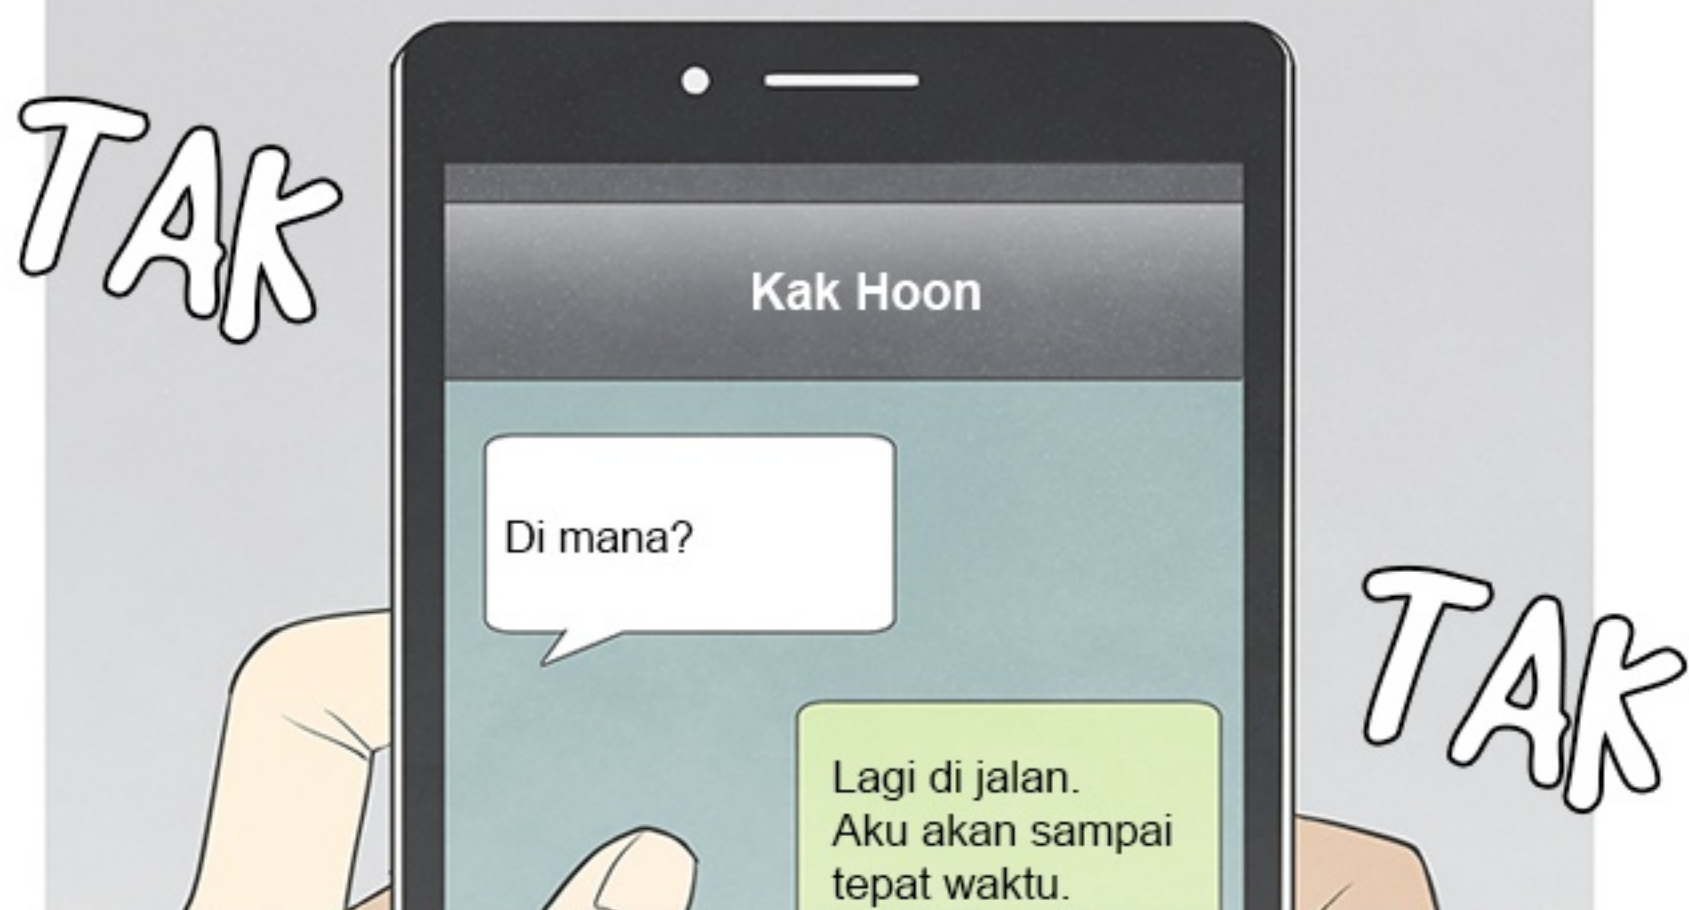 TAK
Kak Hoon
Di mana?
TAK
Lagi di jalan.
Aku akan sampai
tepat waktu.